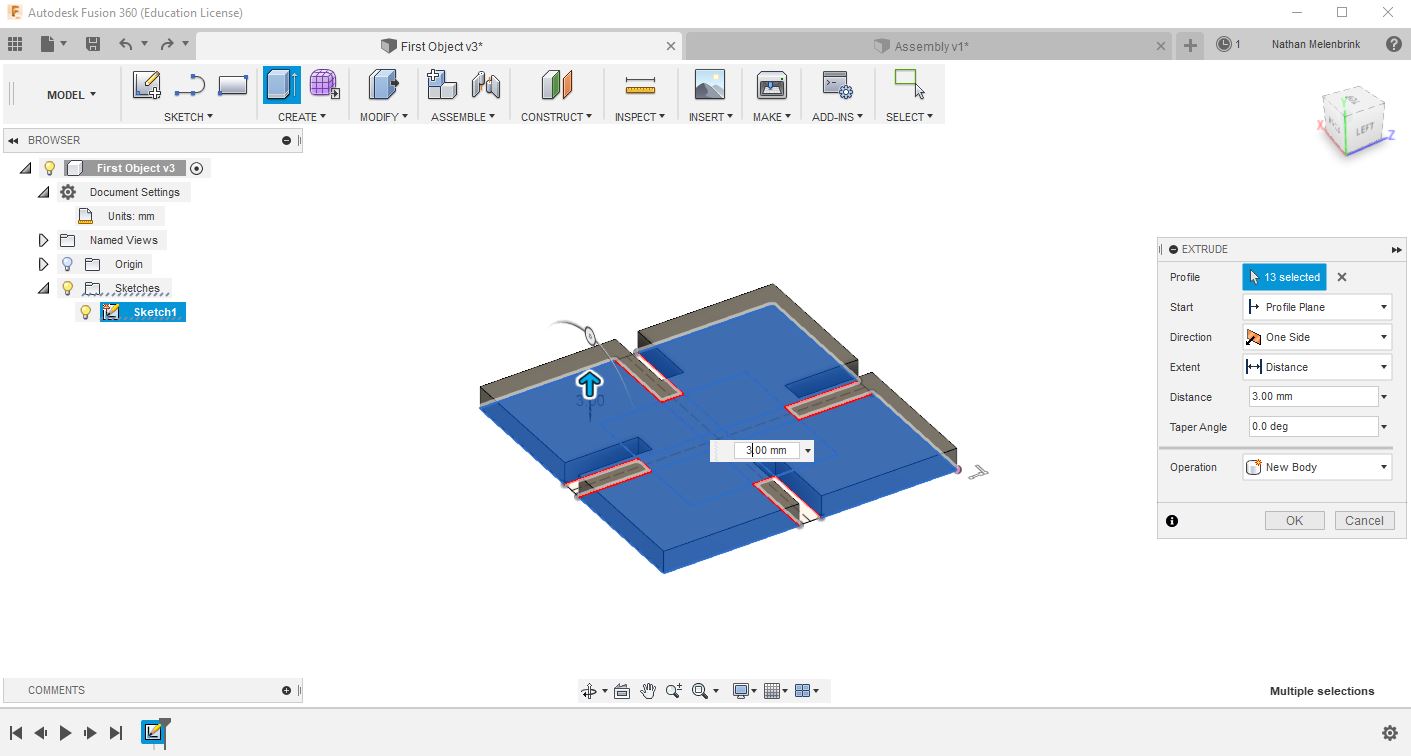 Autodesk Fusion 360 (Education License)
First Object v3*
Assembly v1*
1
Nathan Melenbrink
MODEL
SKETCH
CREATE
MODIFY
ASSEMBLE
CONSTRUCT
INSPECT
INSERT
MAKE
ADD-INS
SELECT
BROWSER
First Object v3
Document Settings
Units: mm
Named Views
Origin
Sketches
Sketch1
Y
X
LEFT
Z
EXTRUDE
Profile
13 selected
Start
Profile Plane
Direction
One Side
Extent
Distance
Distance
3.00 mm
Taper Angle
0.0 deg
Operation
New Body
OK
Cancel
3.00
3.00 mm
COMMENTS
Multiple selections